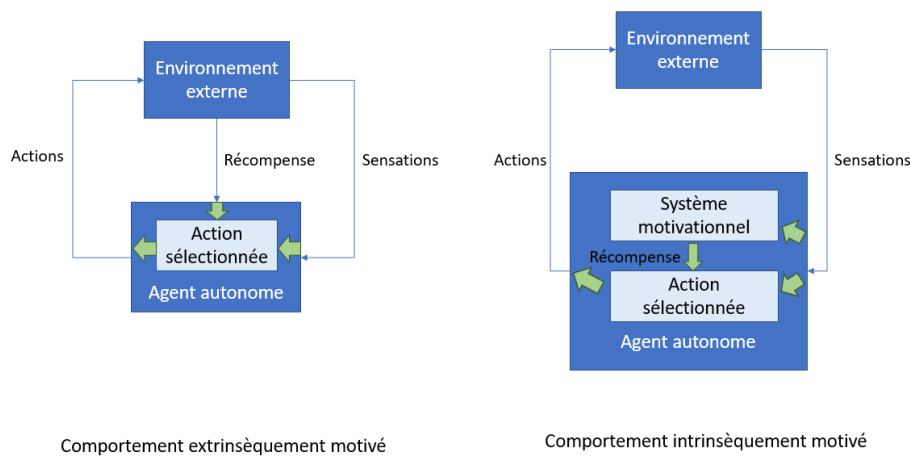 Environnement
externe
Actions
Récompense
Sensations
Action
sélectionnée
Agent autonome
Comportement extrinsèquement motivé
Environnement
externe
Actions
Sensations
Système
motivationnel
Récompense
Action
sélectionnée
Agent autonome
Comportement intrinsèquement motivé